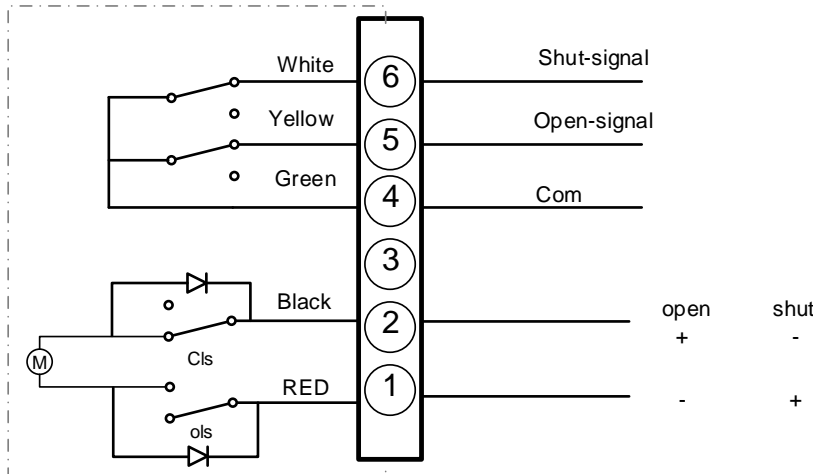 White 6 Shut-signal
Yellow 5 Open-signal
Green 4 Com
3
Black 2 open shut
+ -
M Cls
RED 1 - +
ols